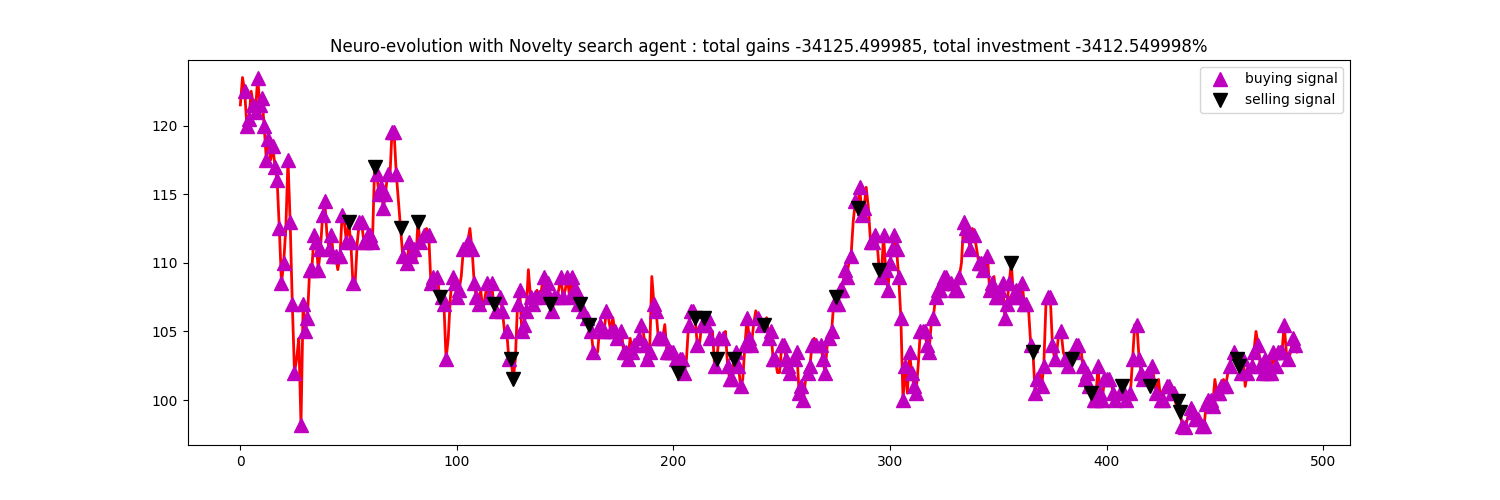 Neuro-evolution with Novelty search agent : total gains -34125.499985, total investment -3412.549998%
buying signal
selling signal
120
115
110
105
100
0 100 200 300 400 500